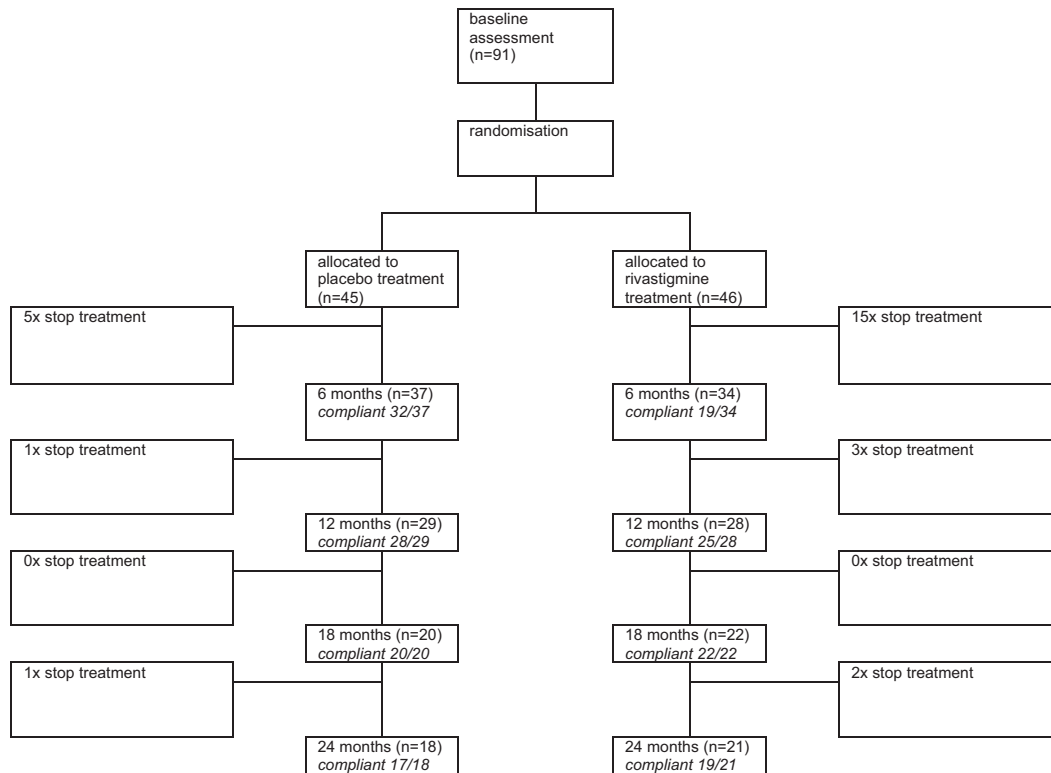 baseline
assessment
(n=91)
randomisation
allocated to
placebo treatment
(n=45)
allocated to
rivastigmine
treatment (n=46)
5x stop treatment
15x stop treatment
6 months (n=37)
compliant 32/37
6 months (n=34)
compliant 19/34
1x stop treatment
3x stop treatment
12 months (n=29)
compliant 28/29
12 months (n=28)
compliant 25/28
0x stop treatment
0x stop treatment
18 months (n=20)
compliant 20/20
18 months (n=22)
compliant 22/22
1x stop treatment
2x stop treatment
24 months (n=18)
compliant 17/18
24 months (n=21)
compliant 19/21